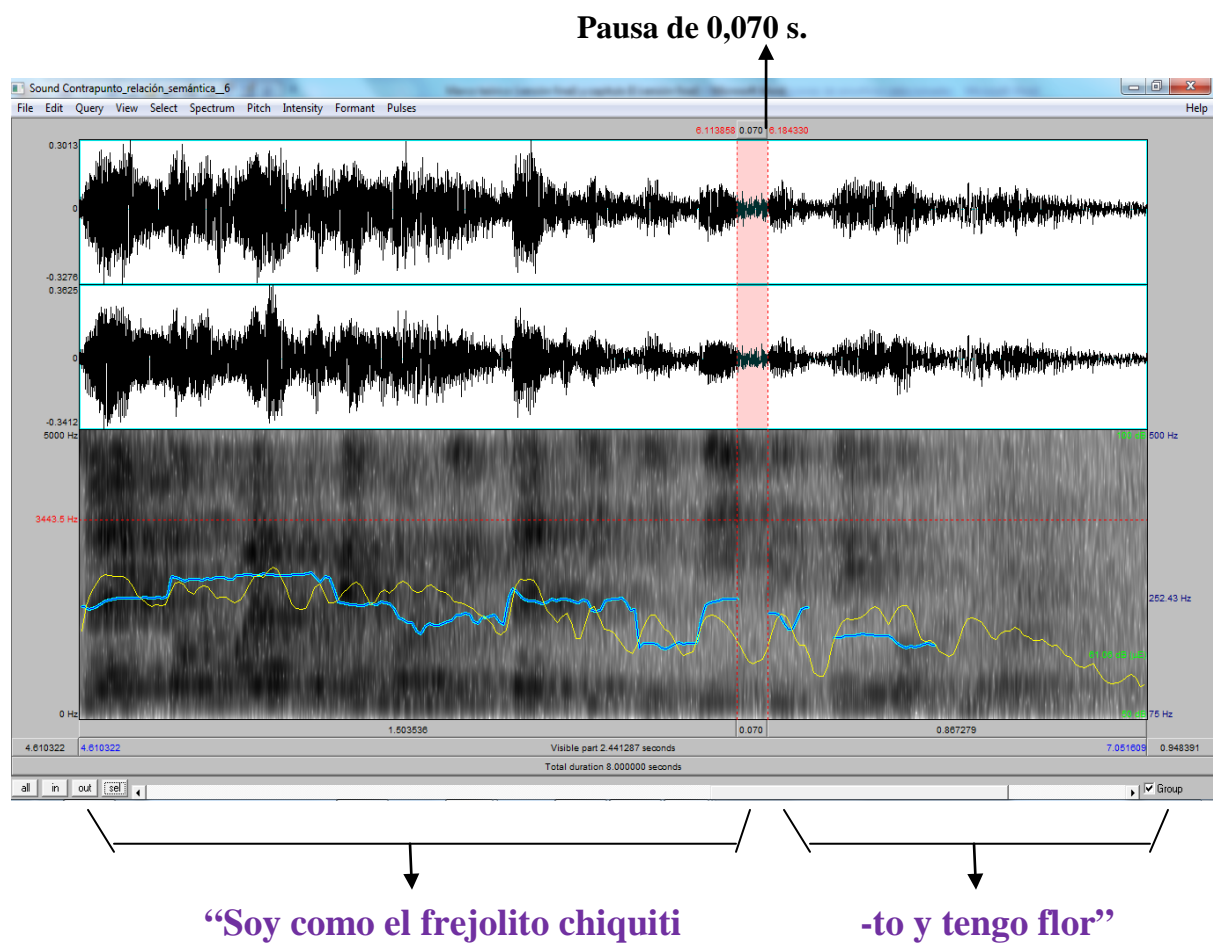 Pausa de 0,070 s.
Sound Contrapunto_relación_semántica__6
File Edit Query View Select Spectrum Pitch Intensity Formant Pulses Help
6.113858 0.070 6.184330
0.3013
0
-0.3276
0.3625
0
-0.3412
5000 Hz 500 Hz
3443.5 Hz
252.43 Hz
0 Hz 75 Hz
1.503536 0.070 0.867279
4.610322 4.610322 Visible part 2.441287 seconds 7.051609 0.948391
Total duration 8.000000 seconds
all in out sel Group
“Soy como el frejolito chiquiti -to y tengo flor”